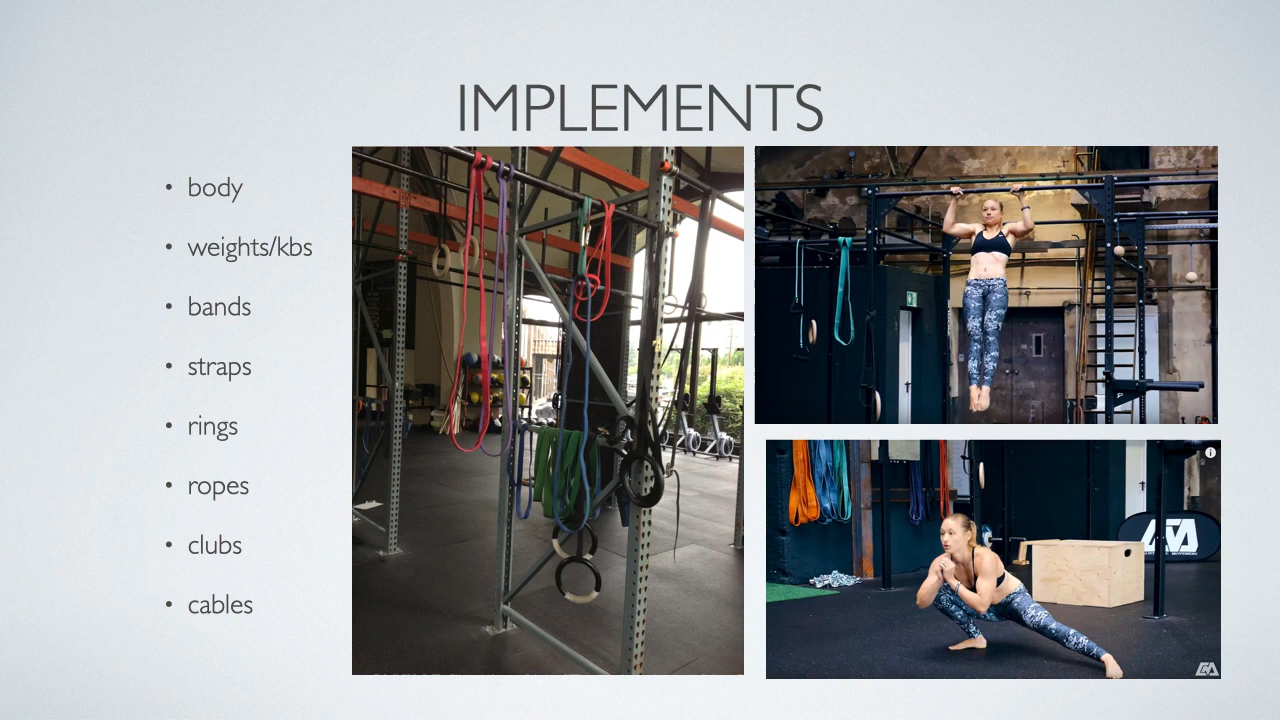 IMPLEMENTS
• body
• weights/kbs
• bands
• straps
• rings
• ropes
• clubs
• cables